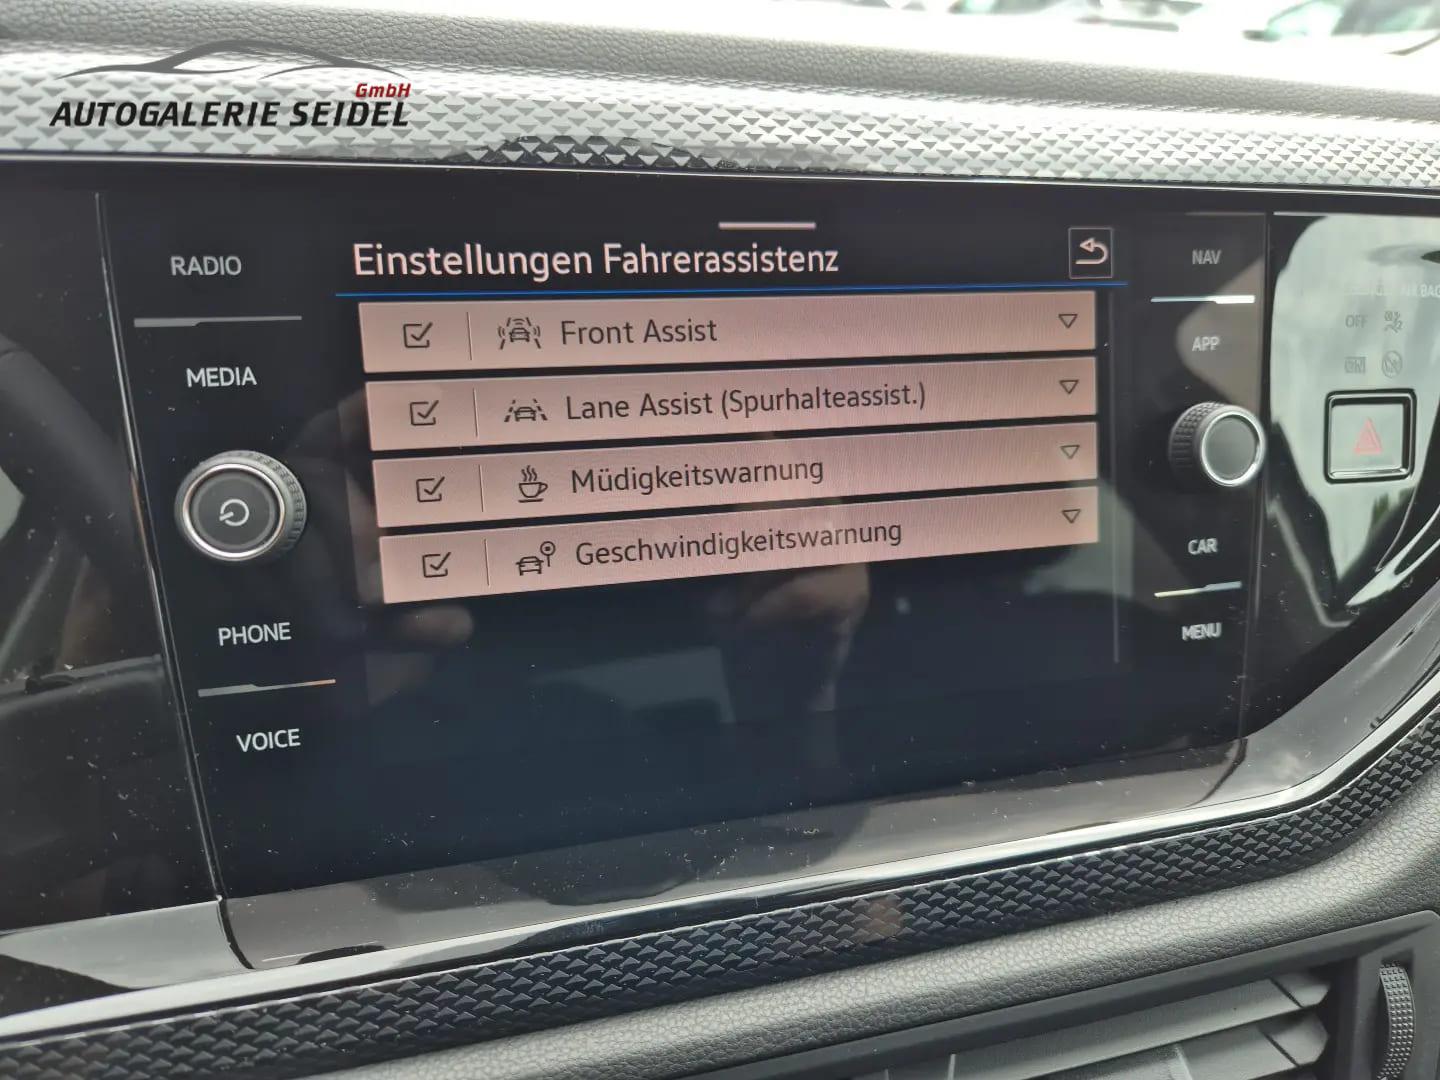 GmbH
AUTOGALERIE SEIDEL
RADIO
MEDIA
PHONE
VOICE
Einstellungen Fahrerassistenz
Front Assist
Lane Assist (Spurhalteassist.)
Müdigkeitswarnung
Geschwindigkeitswarnung
NAV
APP
CAR
MENU
OFF